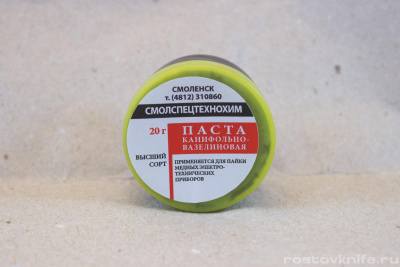 СМОЛЕНСК
т. (4812) 310860
СМОЛСПЕЦТЕХНОХИМ
20 г
ПАСТА
КАНИФОЛЬНО-
ВАЗЕЛИНОВАЯ
ВЫСШИЙ
СОРТ
ПРИМЕНЯЕТСЯ ДЛЯ ПАЙКИ
МЕДНЫХ ЭЛЕКТРО-
ТЕХНИЧЕСКИХ
ПРИБОРОВ
rostovknife.ru